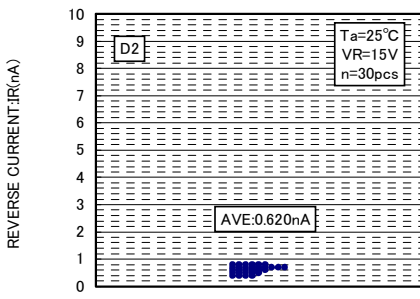 10
9
8
7
6
5
4
3
2
1
0
REVERSE CURRENT:IR(nA)
D2
Ta=25℃
VR=15V
n=30pcs
AVE:0.620nA